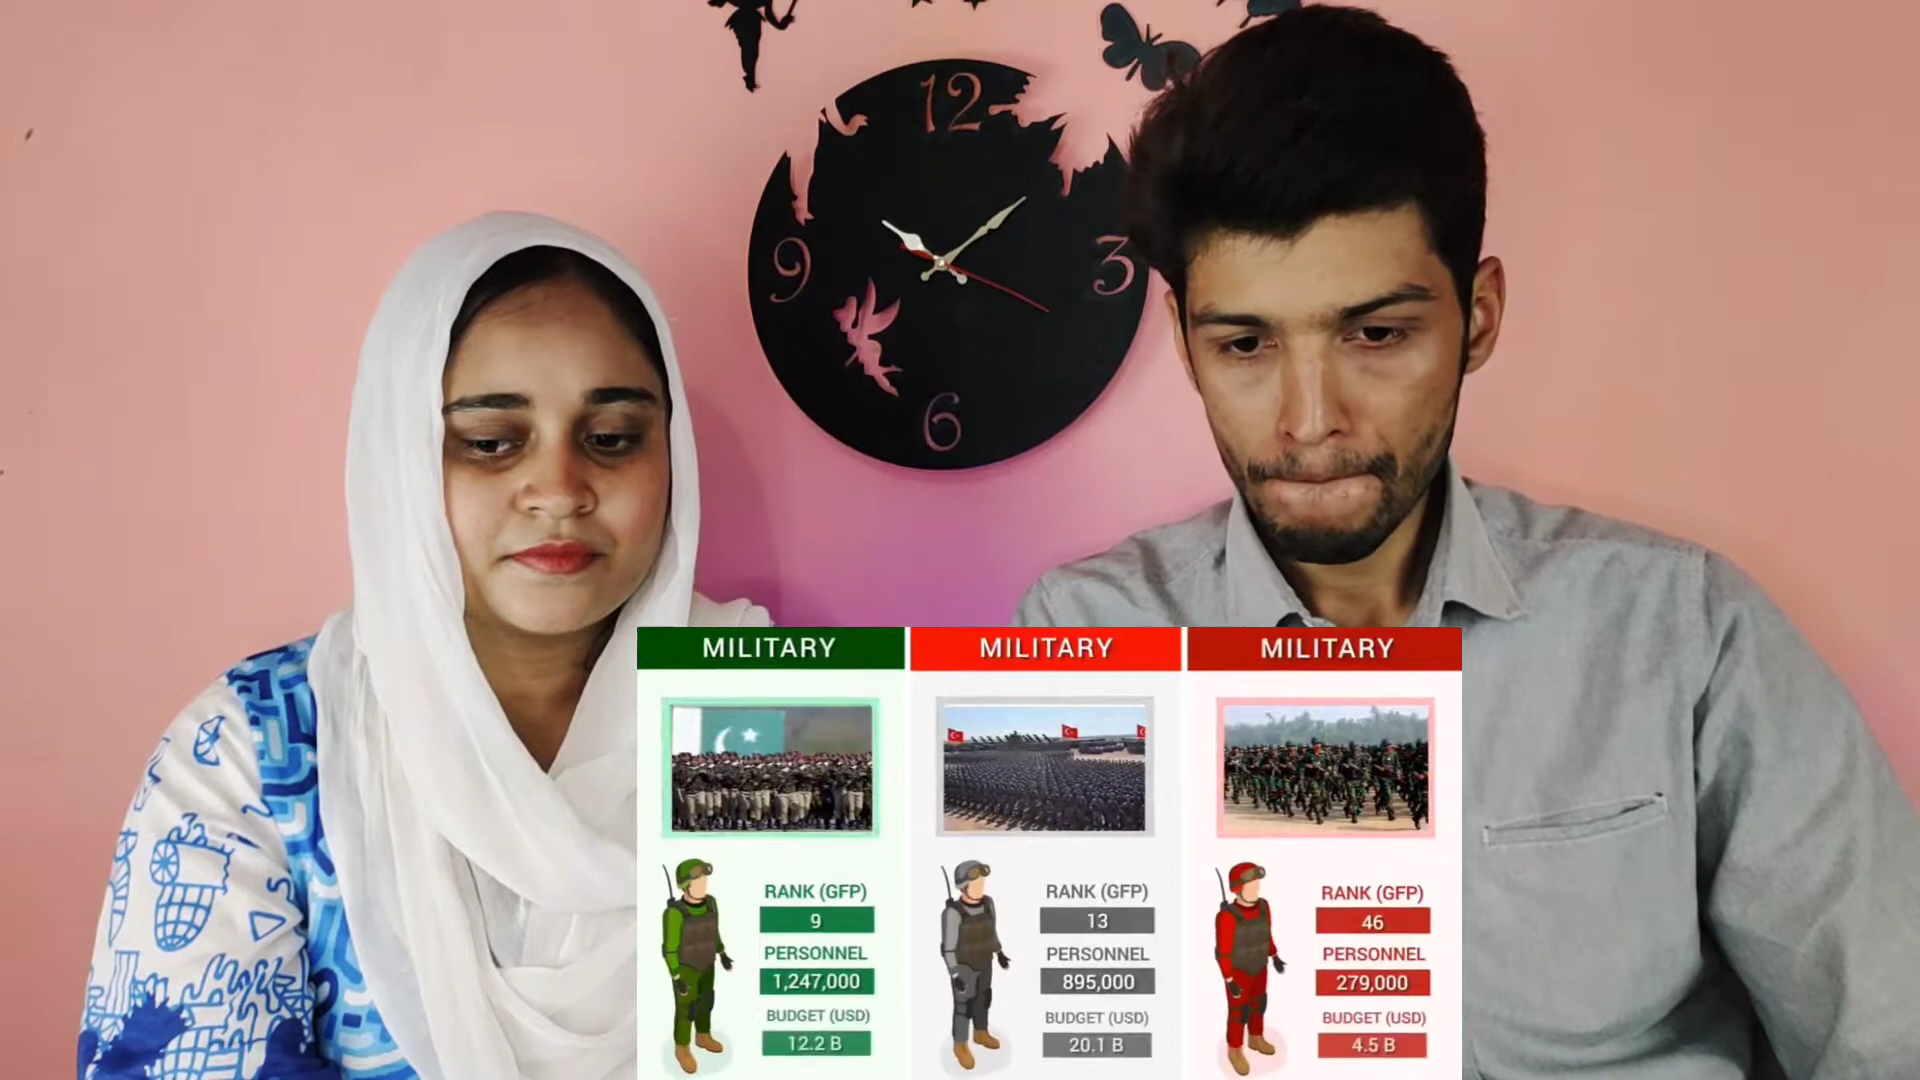 12
9
3
6
MILITARY
MILITARY
MILITARY
RANK (GFP)
9
PERSONNEL
1,247,000
BUDGET (USD)
12.2 B
RANK (GFP)
13
PERSONNEL
895,000
BUDGET (USD)
20.1 B
RANK (GFP)
46
PERSONNEL
279,000
BUDGET (USD)
4.5 B